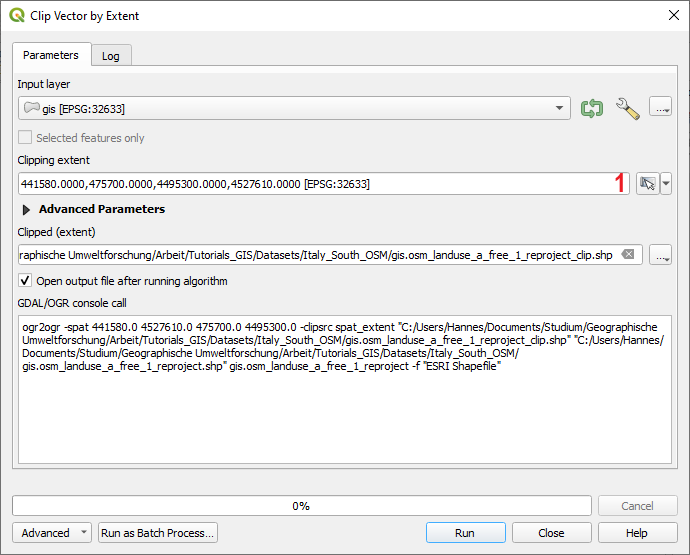 Clip Vector by Extent
Parameters
Log
Input layer
gis [EPSG:32633]
...
Selected features only
Clipping extent
441580.0000,475700.0000,4495300.0000,4527610.0000 [EPSG:32633]
1
Advanced Parameters
Clipped (extent)
raphische Umweltforschung/Arbeit/Tutorials_GIS/Datasets/Italy_South_OSM/gis.osm_landuse_a_free_1_reproject_clip.shp
...
Open output file after running algorithm
GDAL/OGR console call
ogr2ogr -spat 441580.0 4527610.0 475700.0 4495300.0 -clipsrc spat_extent "C:/Users/Hannes/Documents/Studium/Geographische
Umweltforschung/Arbeit/Tutorials_GIS/Datasets/Italy_South_OSM/gis.osm_landuse_a_free_1_reproject_clip.shp" "C:/Users/Hannes/
Documents/Studium/Geographische Umweltforschung/Arbeit/Tutorials_GIS/Datasets/Italy_South_OSM/
gis.osm_landuse_a_free_1_reproject.shp" gis.osm_landuse_a_free_1_reproject -f "ESRI Shapefile"
0%
Cancel
Advanced
Run as Batch Process...
Run
Close
Help